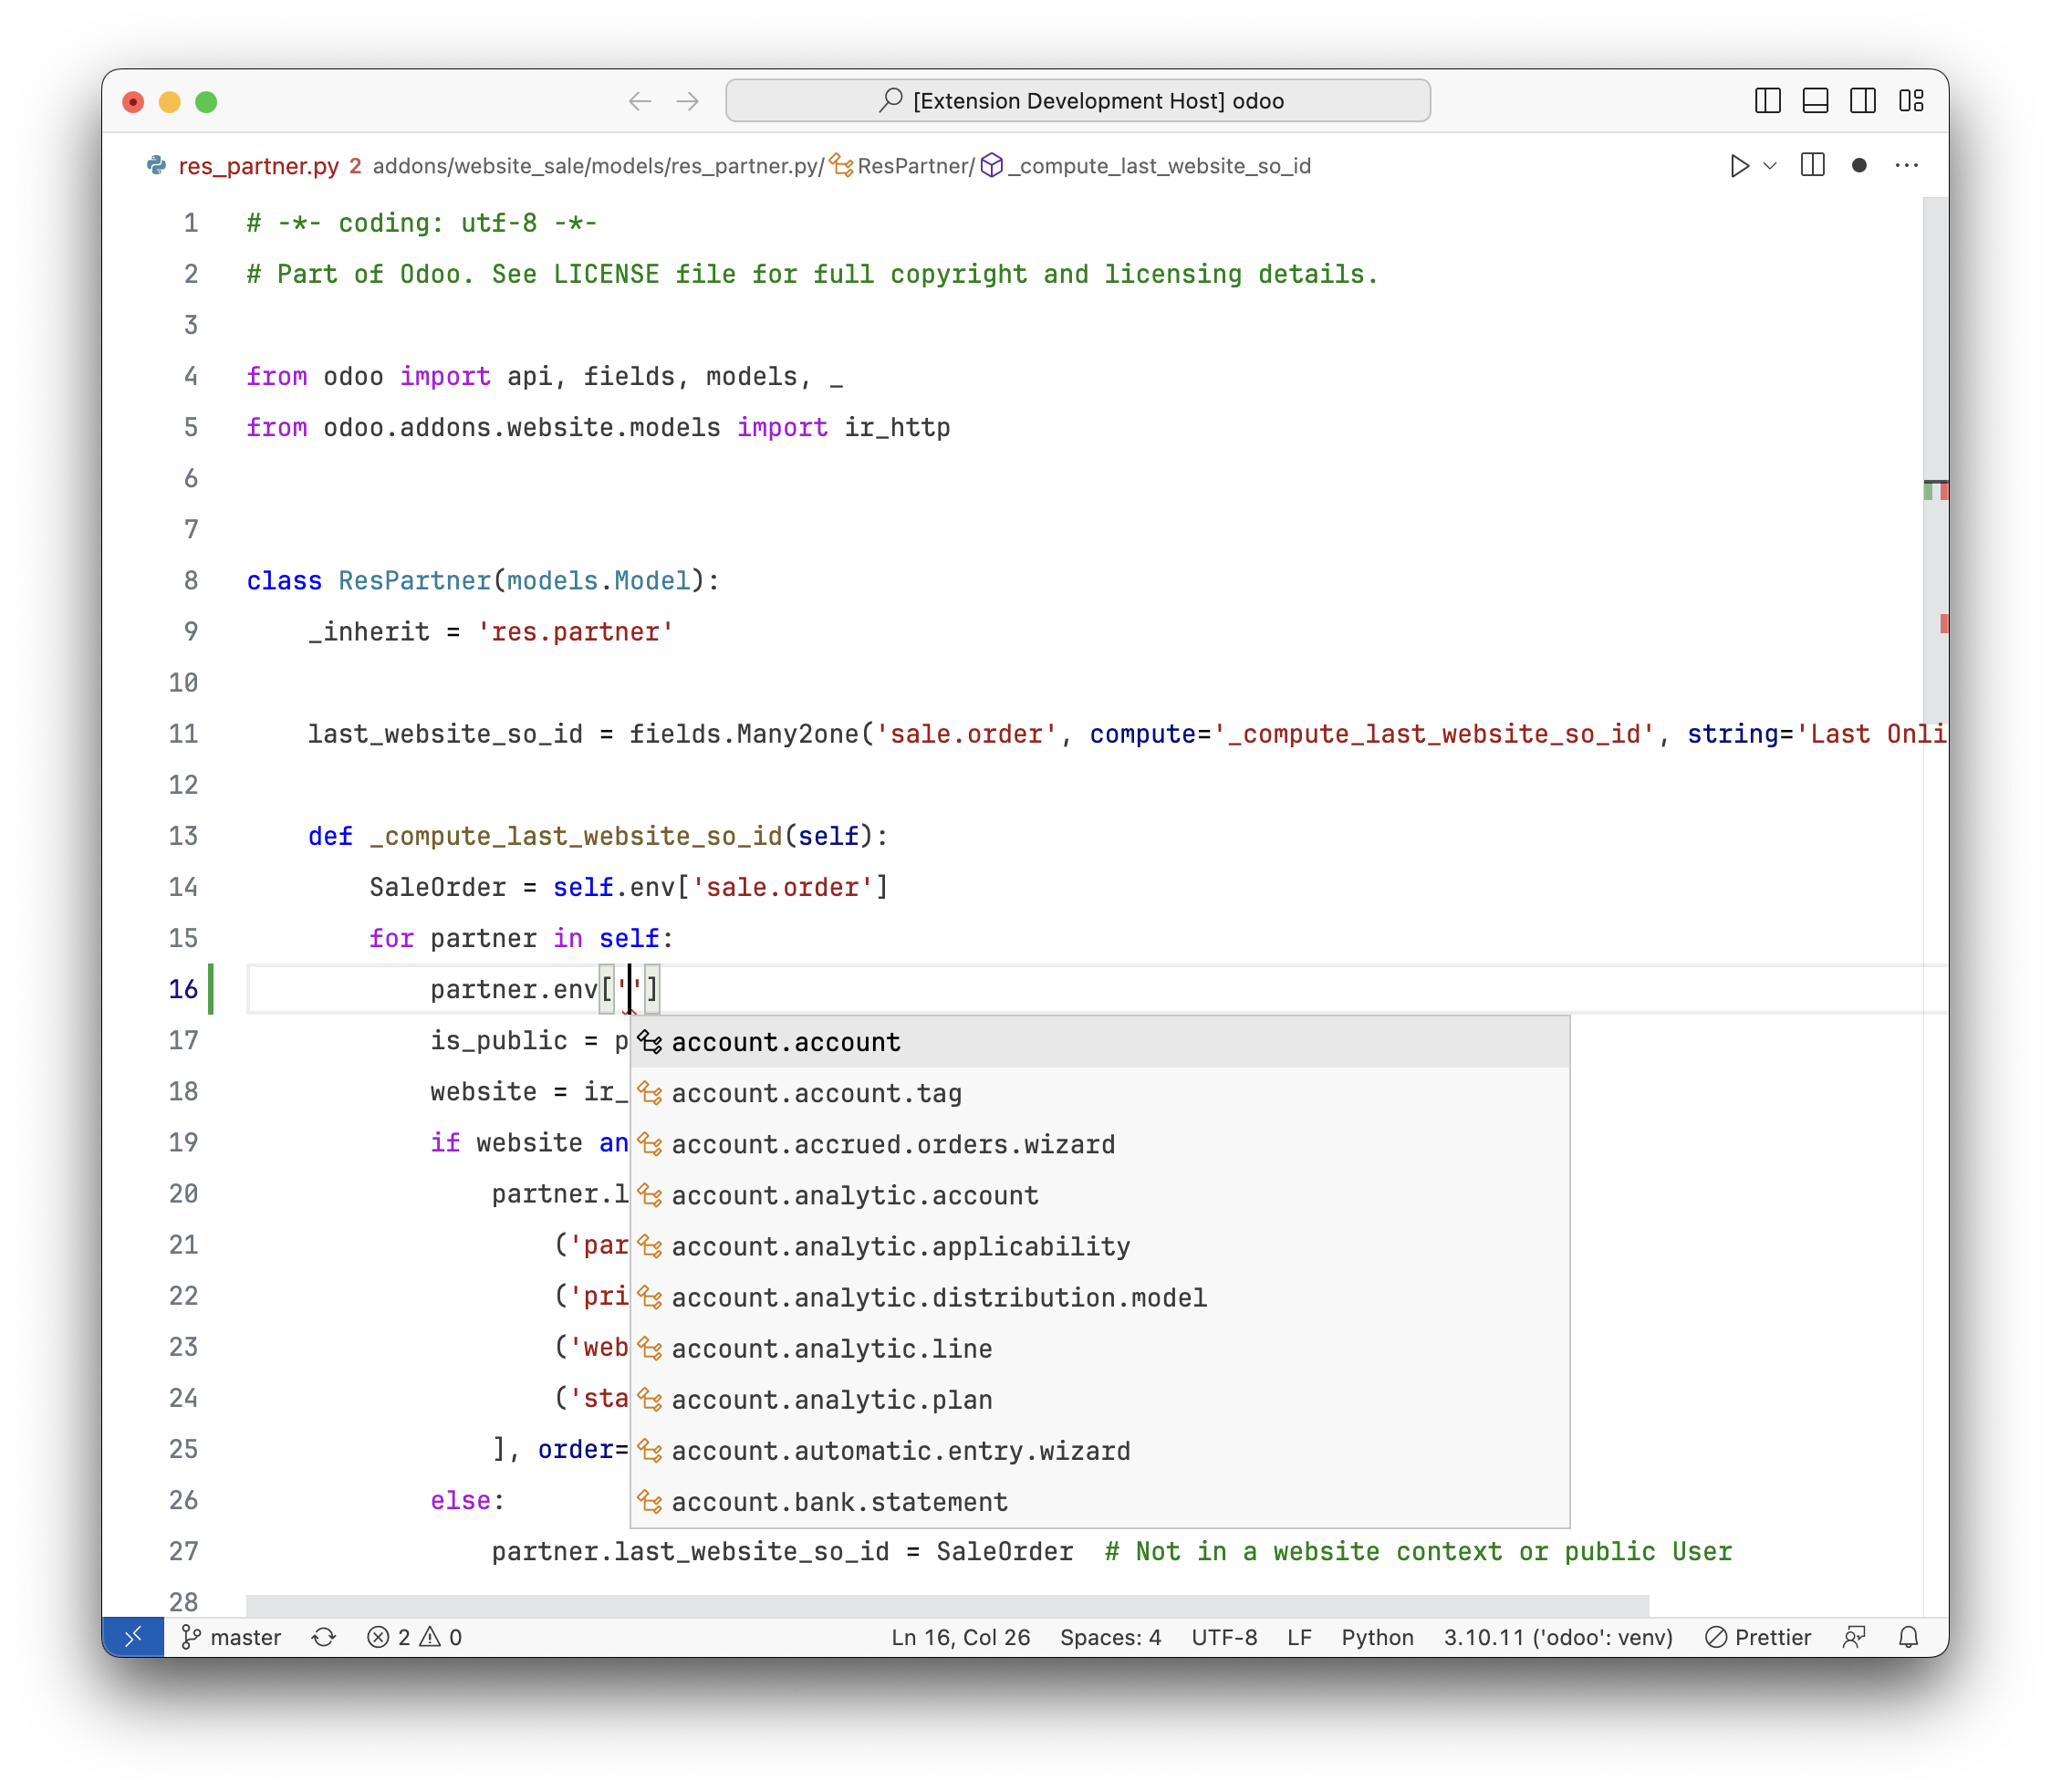 [Extension Development Host] odoo
res_partner.py 2 addons/website_sale/models/res_partner.py/ ResPartner/ _compute_last_website_so_id
1 # -*- coding: utf-8 -*-
2 # Part of Odoo. See LICENSE file for full copyright and licensing details.
3
4 from odoo import api, fields, models, _
5 from odoo.addons.website.models import ir_http
6
7
8 class ResPartner(models.Model):
9 _inherit = 'res.partner'
10
11 last_website_so_id = fields.Many2one('sale.order', compute='_compute_last_website_so_id', string='Last Onli
12
13 def _compute_last_website_so_id(self):
14 SaleOrder = self.env['sale.order']
15 for partner in self:
16 partner.env['']
17 is_public = p
account.account
18 website = ir_
account.account.tag
19 if website an
account.accrued.orders.wizard
20 partner.l
account.analytic.account
21 ('par
account.analytic.applicability
22 ('pri
account.analytic.distribution.model
23 ('web
account.analytic.line
24 ('sta
account.analytic.plan
25 ], order=
account.automatic.entry.wizard
26 else:
account.bank.statement
27 partner.last_website_so_id = SaleOrder # Not in a website context or public User
28
master 2 0 Ln 16, Col 26 Spaces: 4 UTF-8 LF Python 3.10.11 ('odoo': venv) Prettier